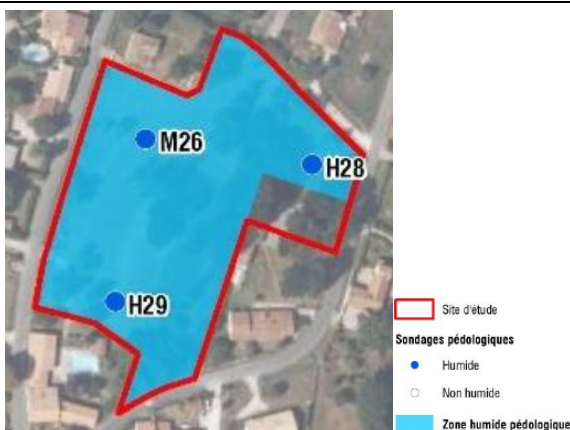 M26
H28
H29
Site d'étude
Sondages pédologiques
Humide
Non humide
Zone humide pédologique